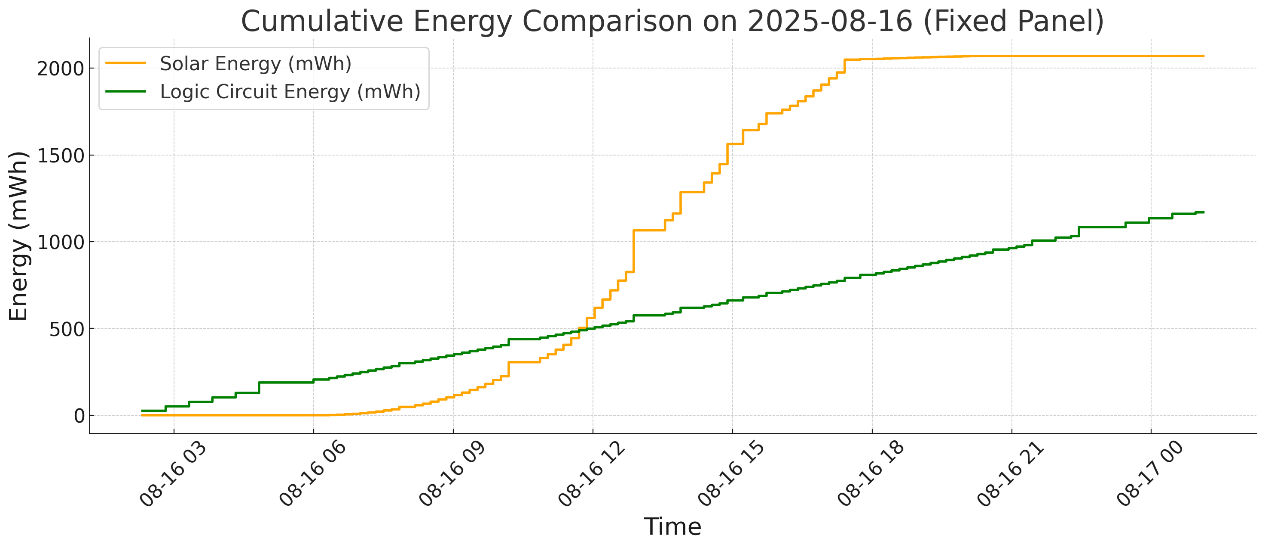 Cumulative Energy Comparison on 2025-08-16 (Fixed Panel)
Solar Energy (mWh)
Logic Circuit Energy (mWh)
Energy (mWh)
2000
1500
1000
500
0
08-16 03
08-16 06
08-16 09
08-16 12
08-16 15
08-16 18
08-16 21
08-17 00
Time